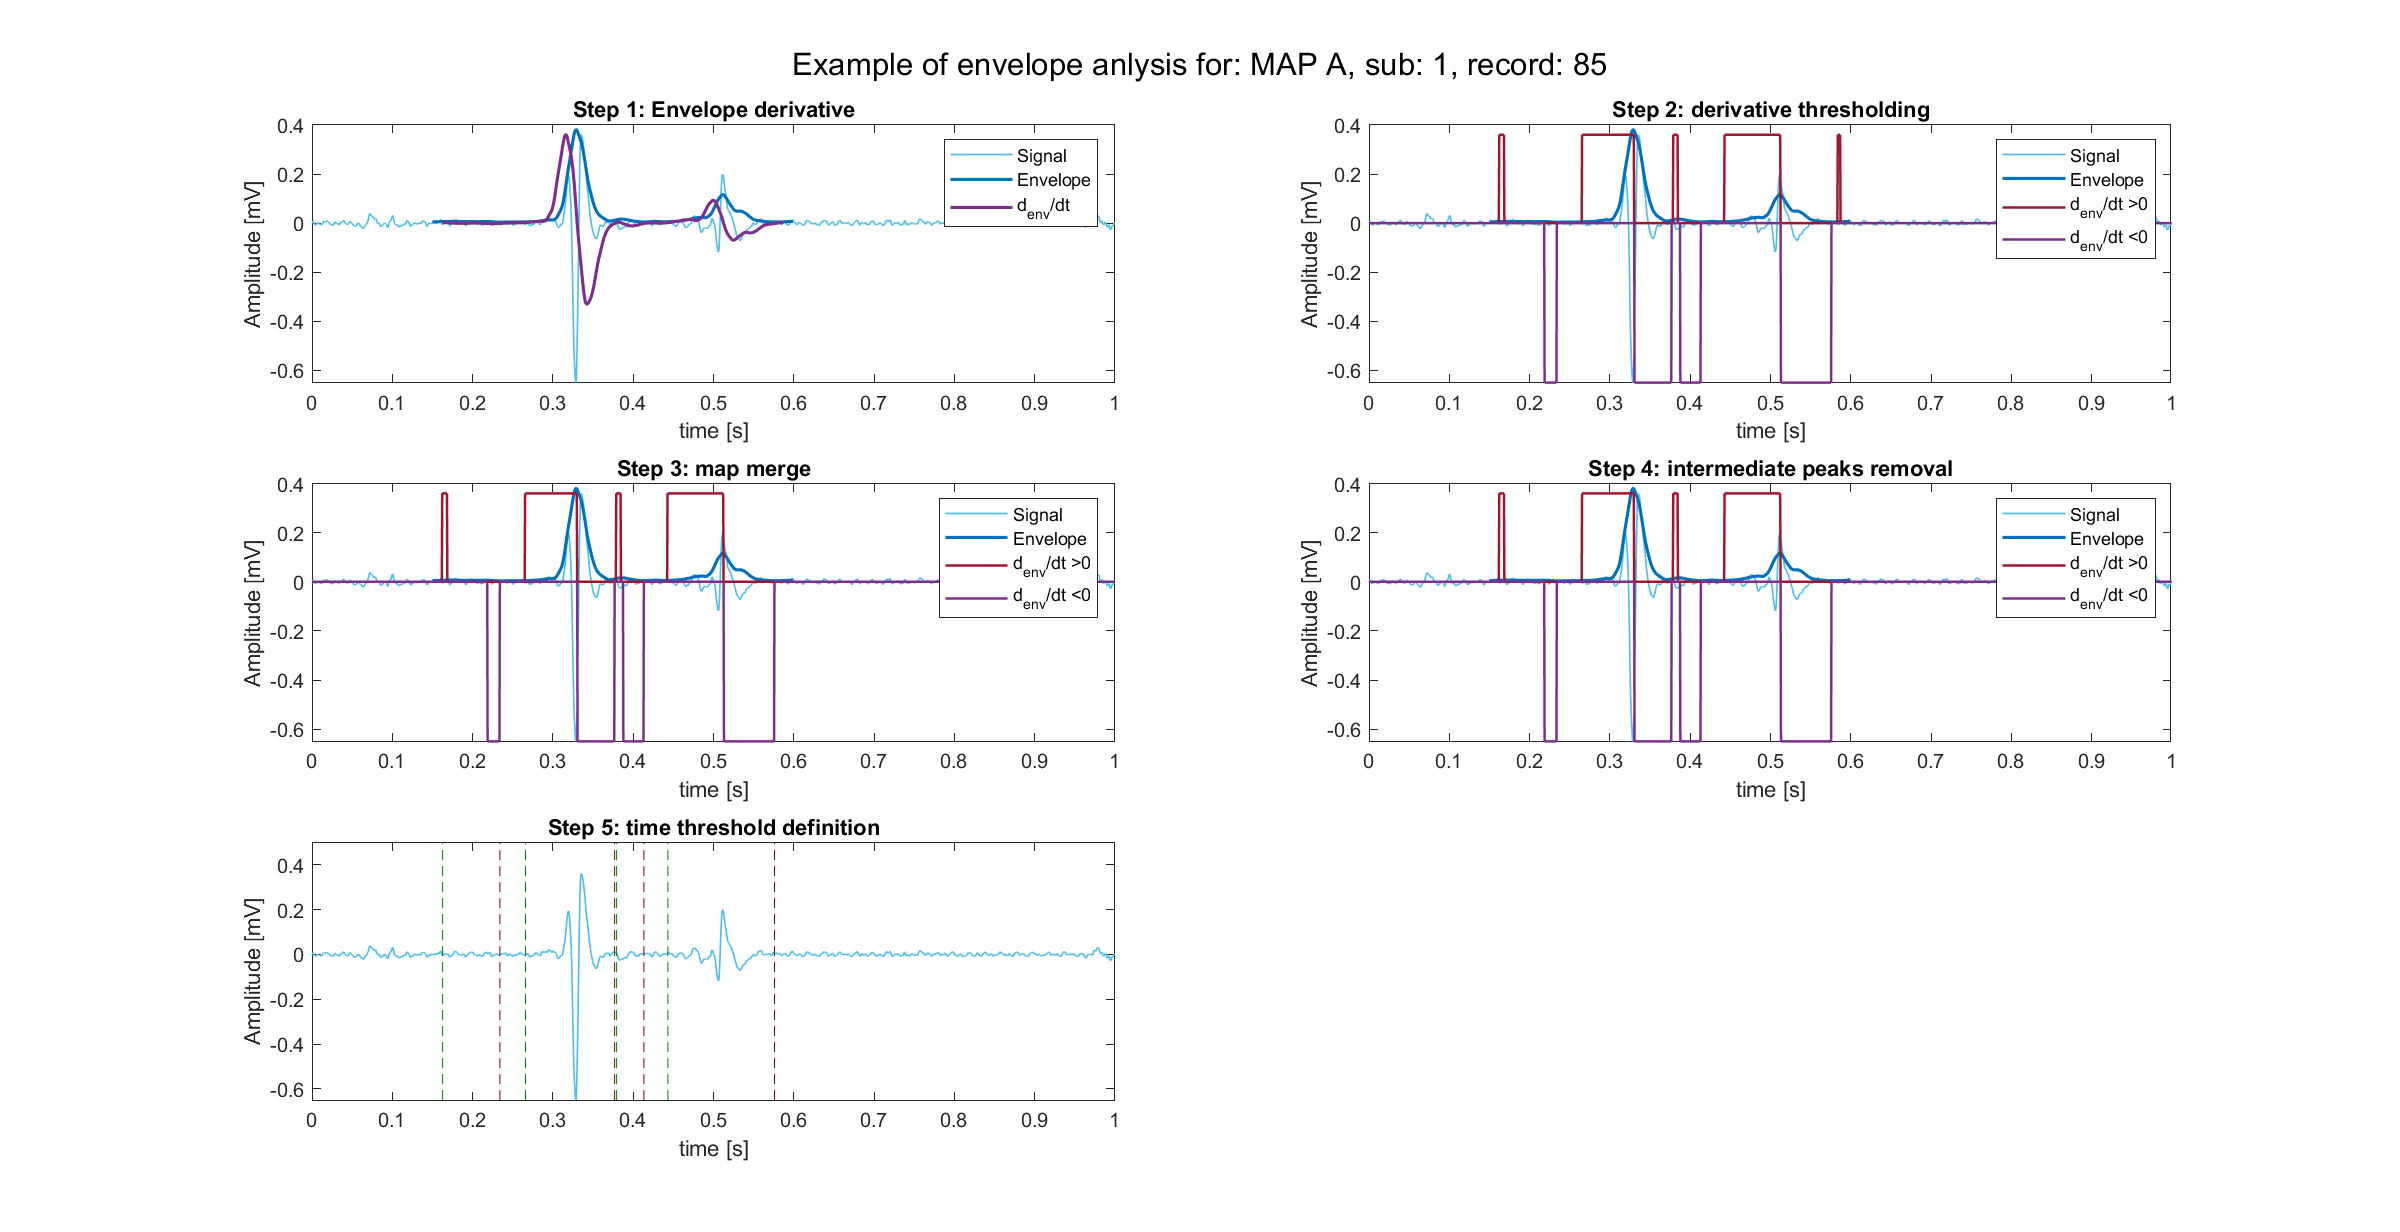 Example of envelope anlysis for: MAP A, sub: 1, record: 85
Step 1: Envelope derivative
Amplitude [mV]
0.4
0.2
0
-0.2
-0.4
-0.6
Signal
Envelope
d_env/dt
0 0.1 0.2 0.3 0.4 0.5 0.6 0.7 0.8 0.9 1
time [s]
Step 2: derivative thresholding
Amplitude [mV]
0.4
0.2
0
-0.2
-0.4
-0.6
Signal
Envelope
d_env/dt >0
d_env/dt <0
0 0.1 0.2 0.3 0.4 0.5 0.6 0.7 0.8 0.9 1
time [s]
Step 3: map merge
Amplitude [mV]
0.4
0.2
0
-0.2
-0.4
-0.6
Signal
Envelope
d_env/dt >0
d_env/dt <0
0 0.1 0.2 0.3 0.4 0.5 0.6 0.7 0.8 0.9 1
time [s]
Step 4: intermediate peaks removal
Amplitude [mV]
0.4
0.2
0
-0.2
-0.4
-0.6
Signal
Envelope
d_env/dt >0
d_env/dt <0
0 0.1 0.2 0.3 0.4 0.5 0.6 0.7 0.8 0.9 1
time [s]
Step 5: time threshold definition
Amplitude [mV]
0.4
0.2
0
-0.2
-0.4
-0.6
0 0.1 0.2 0.3 0.4 0.5 0.6 0.7 0.8 0.9 1
time [s]